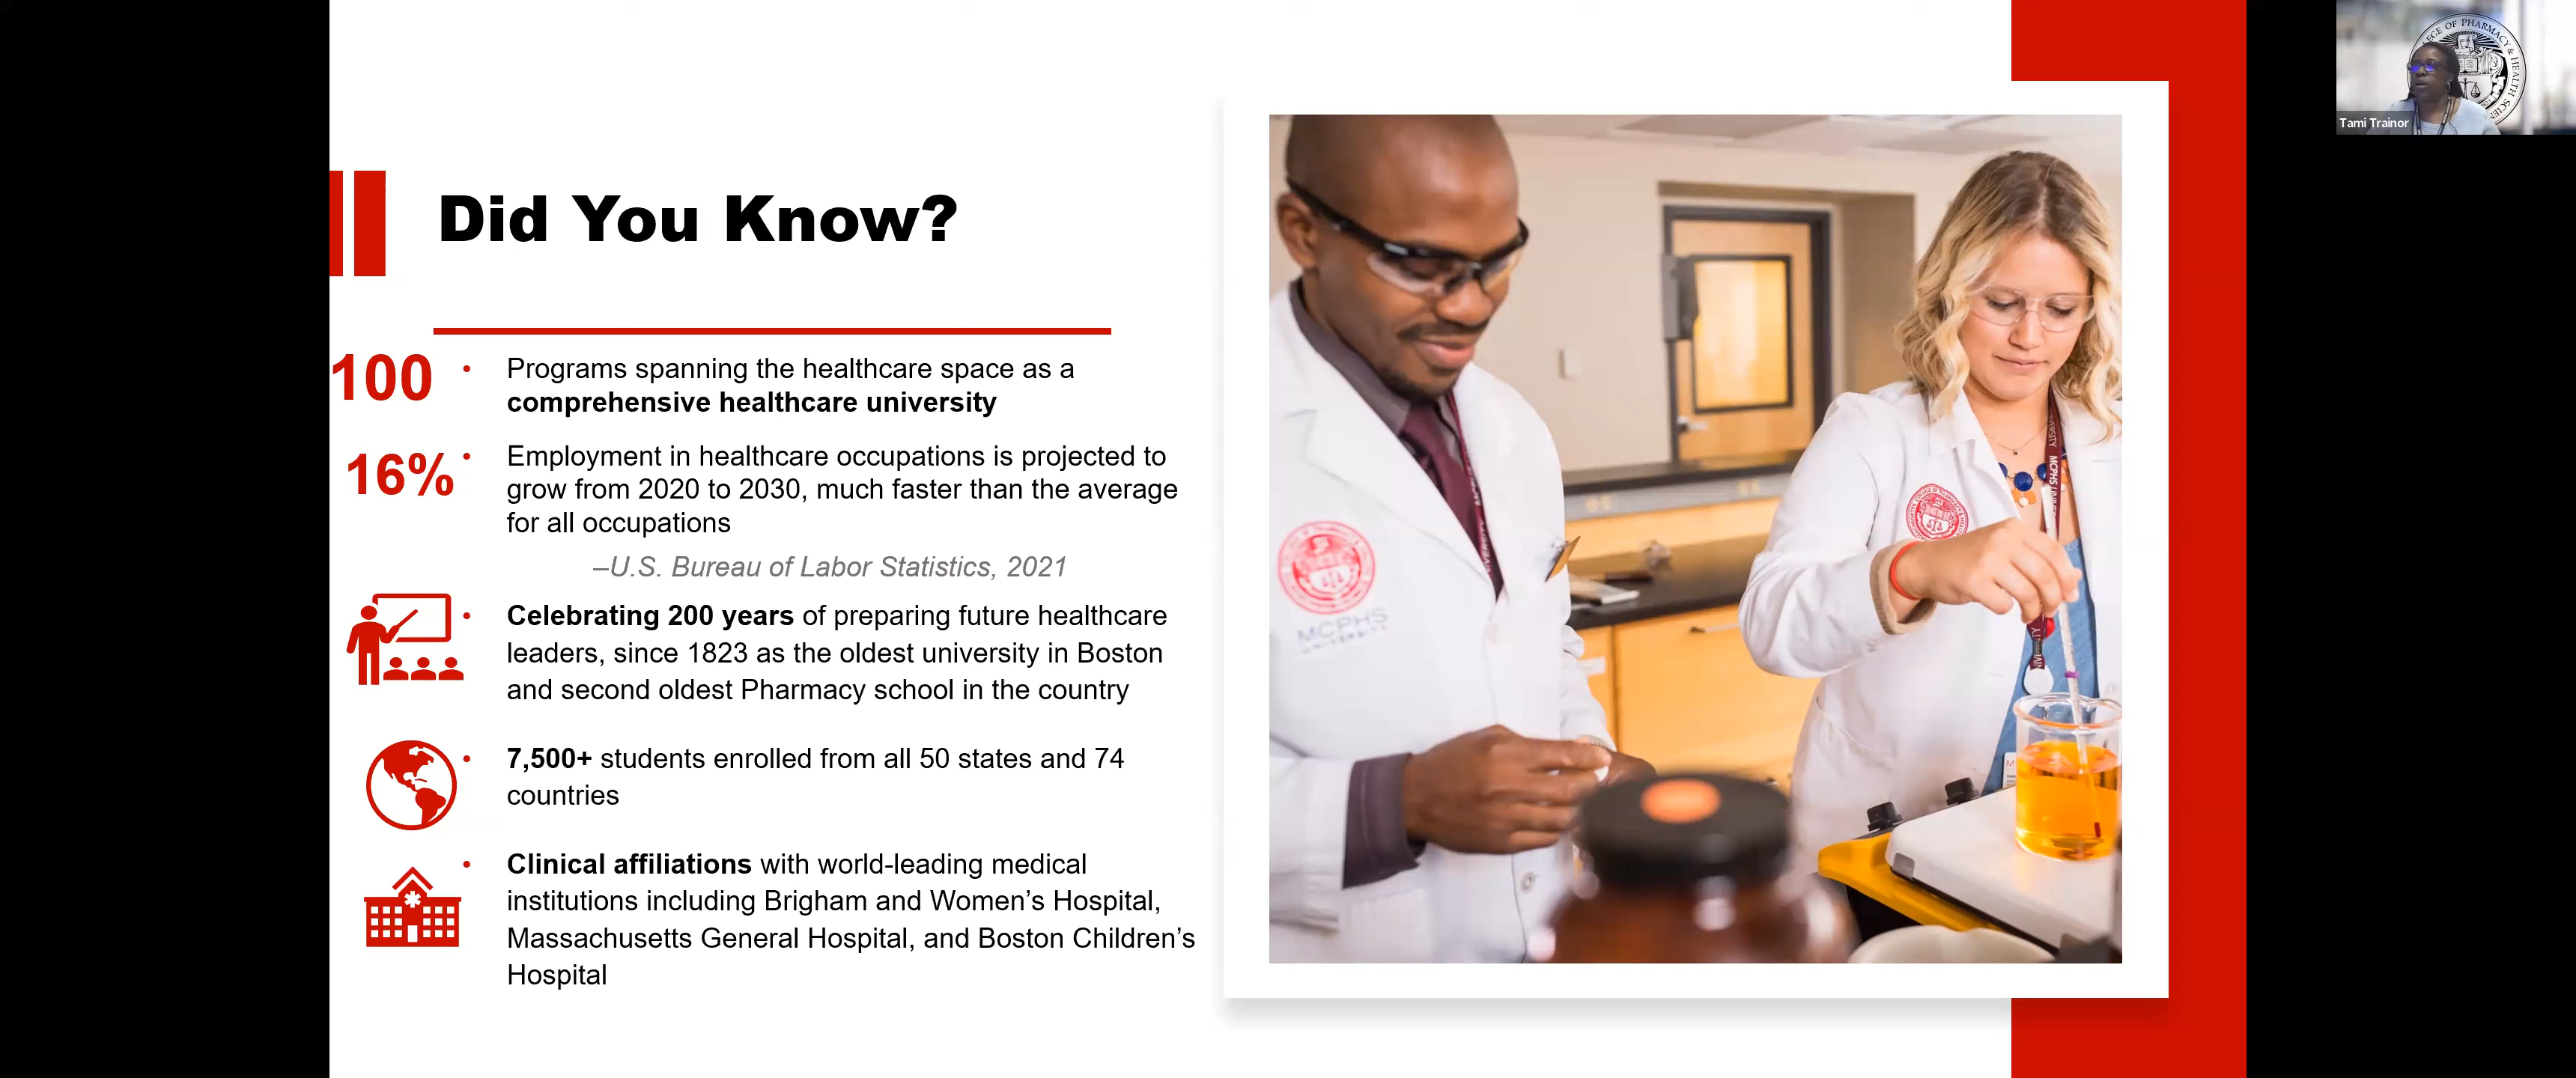 Did You Know?
100
• Programs spanning the healthcare space as a
comprehensive healthcare university
16%
• Employment in healthcare occupations is projected to
grow from 2020 to 2030, much faster than the average
for all occupations
–U.S. Bureau of Labor Statistics, 2021
• Celebrating 200 years of preparing future healthcare
leaders, since 1823 as the oldest university in Boston
and second oldest Pharmacy school in the country
• 7,500+ students enrolled from all 50 states and 74
countries
• Clinical affiliations with world-leading medical
institutions including Brigham and Women’s Hospital,
Massachusetts General Hospital, and Boston Children’s
Hospital
MCPHS
UNIVERSITY
MCPHS
OF PHARMACY & HEALTH
Tami Trainor